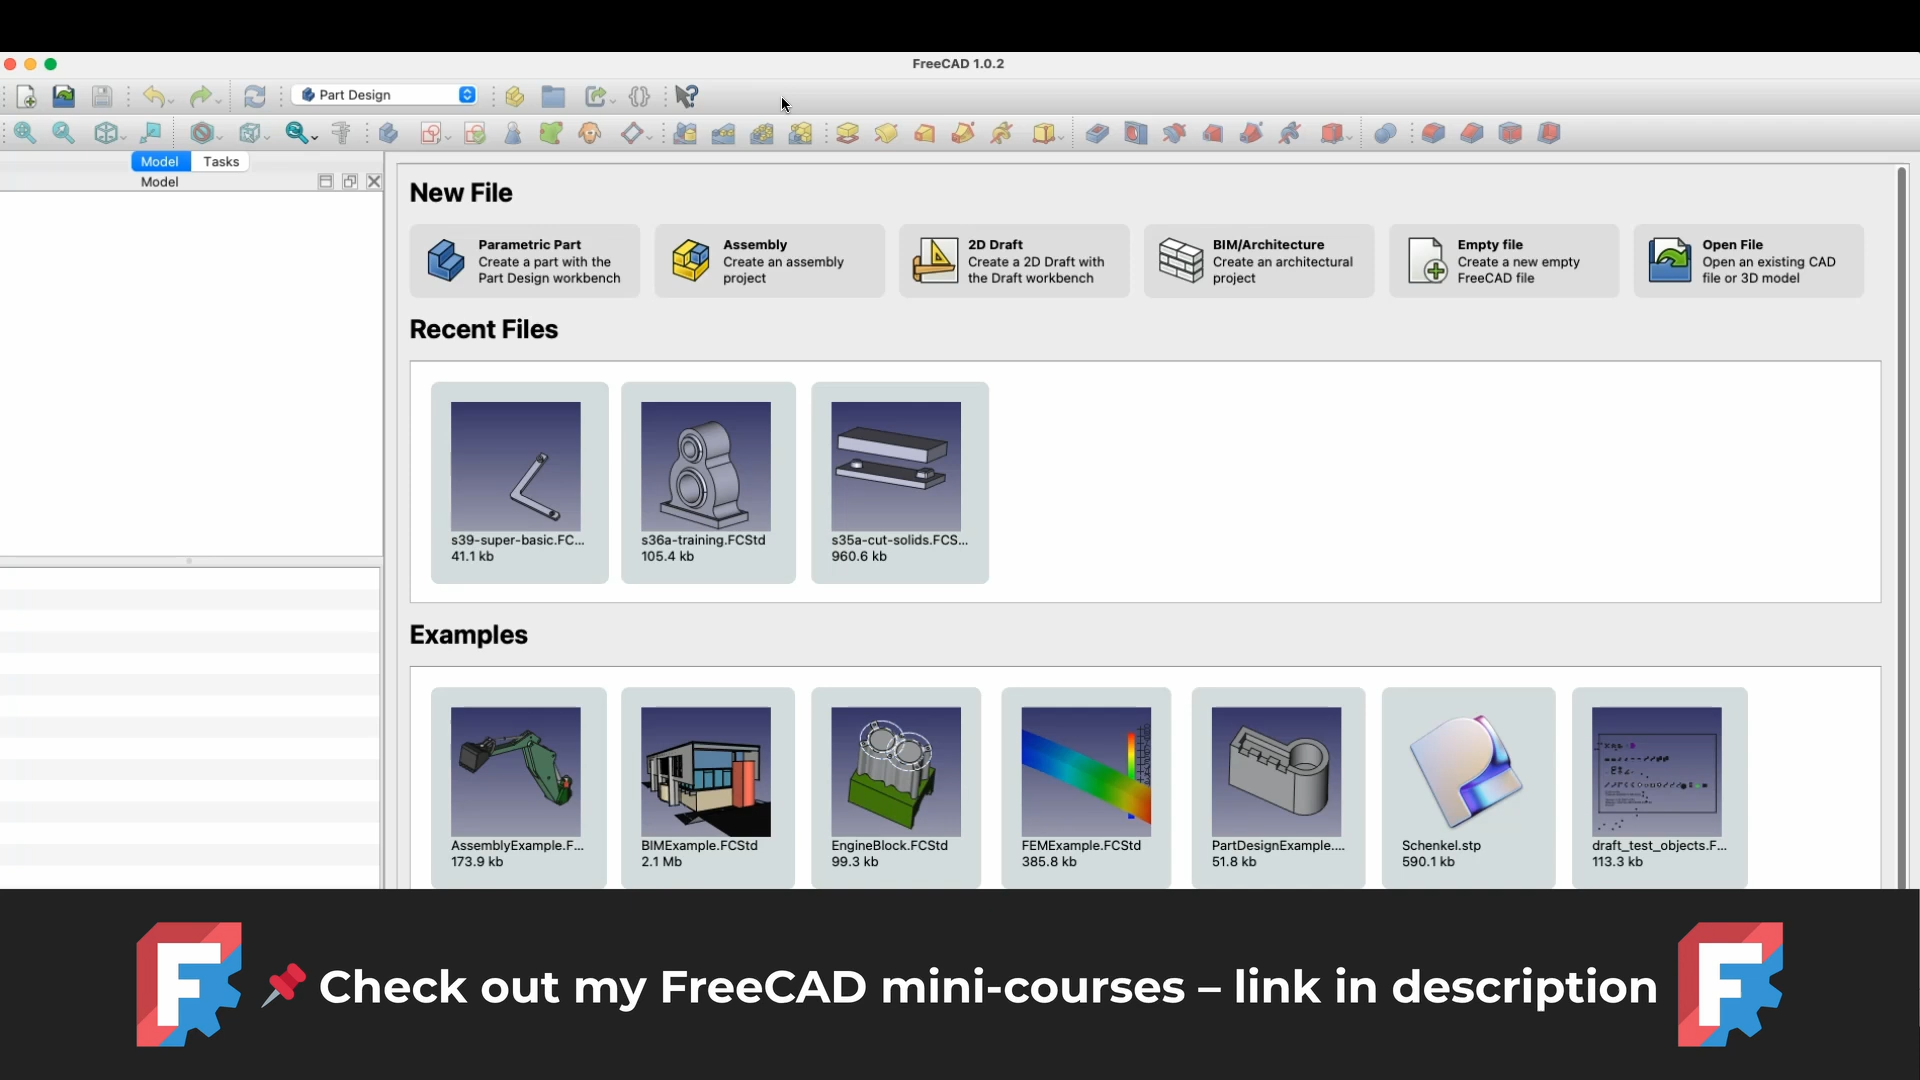 FreeCAD 1.0.2
Part Design
Model
Tasks
Model
New File
Parametric Part
Create a part with the
Part Design workbench
Assembly
Create an assembly
project
2D Draft
Create a 2D Draft with
the Draft workbench
BIM/Architecture
Create an architectural
project
Empty file
Create a new empty
FreeCAD file
Open File
Open an existing CAD
file or 3D model
Recent Files
s39-super-basic.FC...
41.1 kb
s36a-training.FCStd
105.4 kb
s35a-cut-solids.FCS...
960.6 kb
Examples
AssemblyExample.F...
173.9 kb
BIMExample.FCStd
2.1 Mb
EngineBlock.FCStd
99.3 kb
FEMExample.FCStd
385.8 kb
PartDesignExample....
51.8 kb
Schenkel.stp
590.1 kb
draft_test_objects.F...
113.3 kb
Check out my FreeCAD mini-courses – link in description